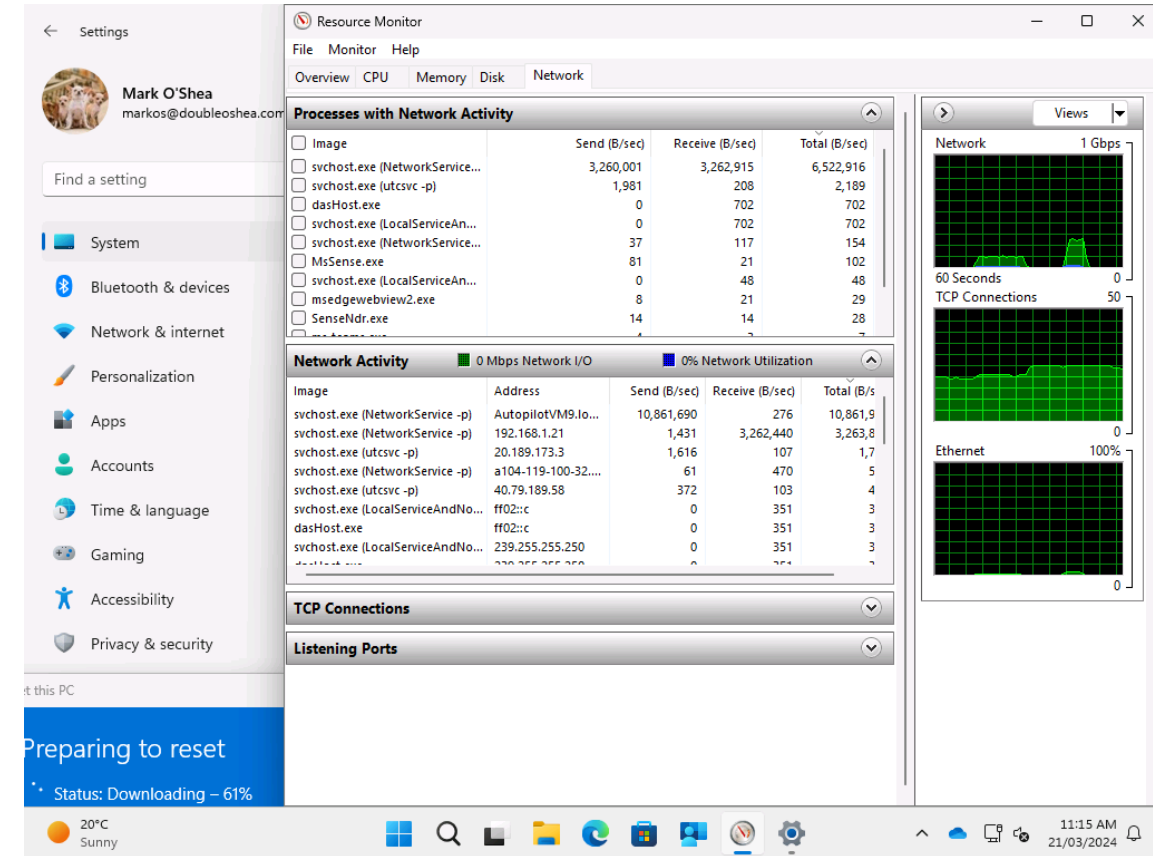 Settings
Mark O'Shea
markos@doubleoshea.com
Find a setting
System
Bluetooth & devices
Network & internet
Personalization
Apps
Accounts
Time & language
Gaming
Accessibility
Privacy & security
this PC
Preparing to reset
Status: Downloading – 61%
Resource Monitor
File Monitor Help
Overview CPU Memory Disk Network
Processes with Network Activity
Image Send (B/sec) Receive (B/sec) Total (B/sec)
svchost.exe (NetworkService... 3,260,001 3,262,915 6,522,916
svchost.exe (utcsvc -p) 1,981 208 2,189
dasHost.exe 0 702 702
svchost.exe (LocalServiceAn... 0 702 702
svchost.exe (NetworkService... 37 117 154
MsSense.exe 81 21 102
svchost.exe (LocalServiceAn... 0 48 48
msedgewebview2.exe 8 21 29
SenseNdr.exe 14 14 28
Network Activity 0 Mbps Network I/O 0% Network Utilization
Image Address Send (B/sec) Receive (B/sec) Total (B/s
svchost.exe (NetworkService -p) AutopilotVM9.lo... 10,861,690 276 10,861,9
svchost.exe (NetworkService -p) 192.168.1.21 1,431 3,262,440 3,263,8
svchost.exe (utcsvc -p) 20.189.173.3 1,616 107 1,7
svchost.exe (NetworkService -p) a104-119-100-32.... 61 470 5
svchost.exe (utcsvc -p) 40.79.189.58 372 103 4
svchost.exe (LocalServiceAndNo... ff02::c 0 351 3
dasHost.exe ff02::c 0 351 3
svchost.exe (LocalServiceAndNo... 239.255.255.250 0 351 3
TCP Connections
Listening Ports
Views
Network 1 Gbps
60 Seconds 0
TCP Connections 50
0
Ethernet 100%
0
20°C
Sunny
11:15 AM
21/03/2024